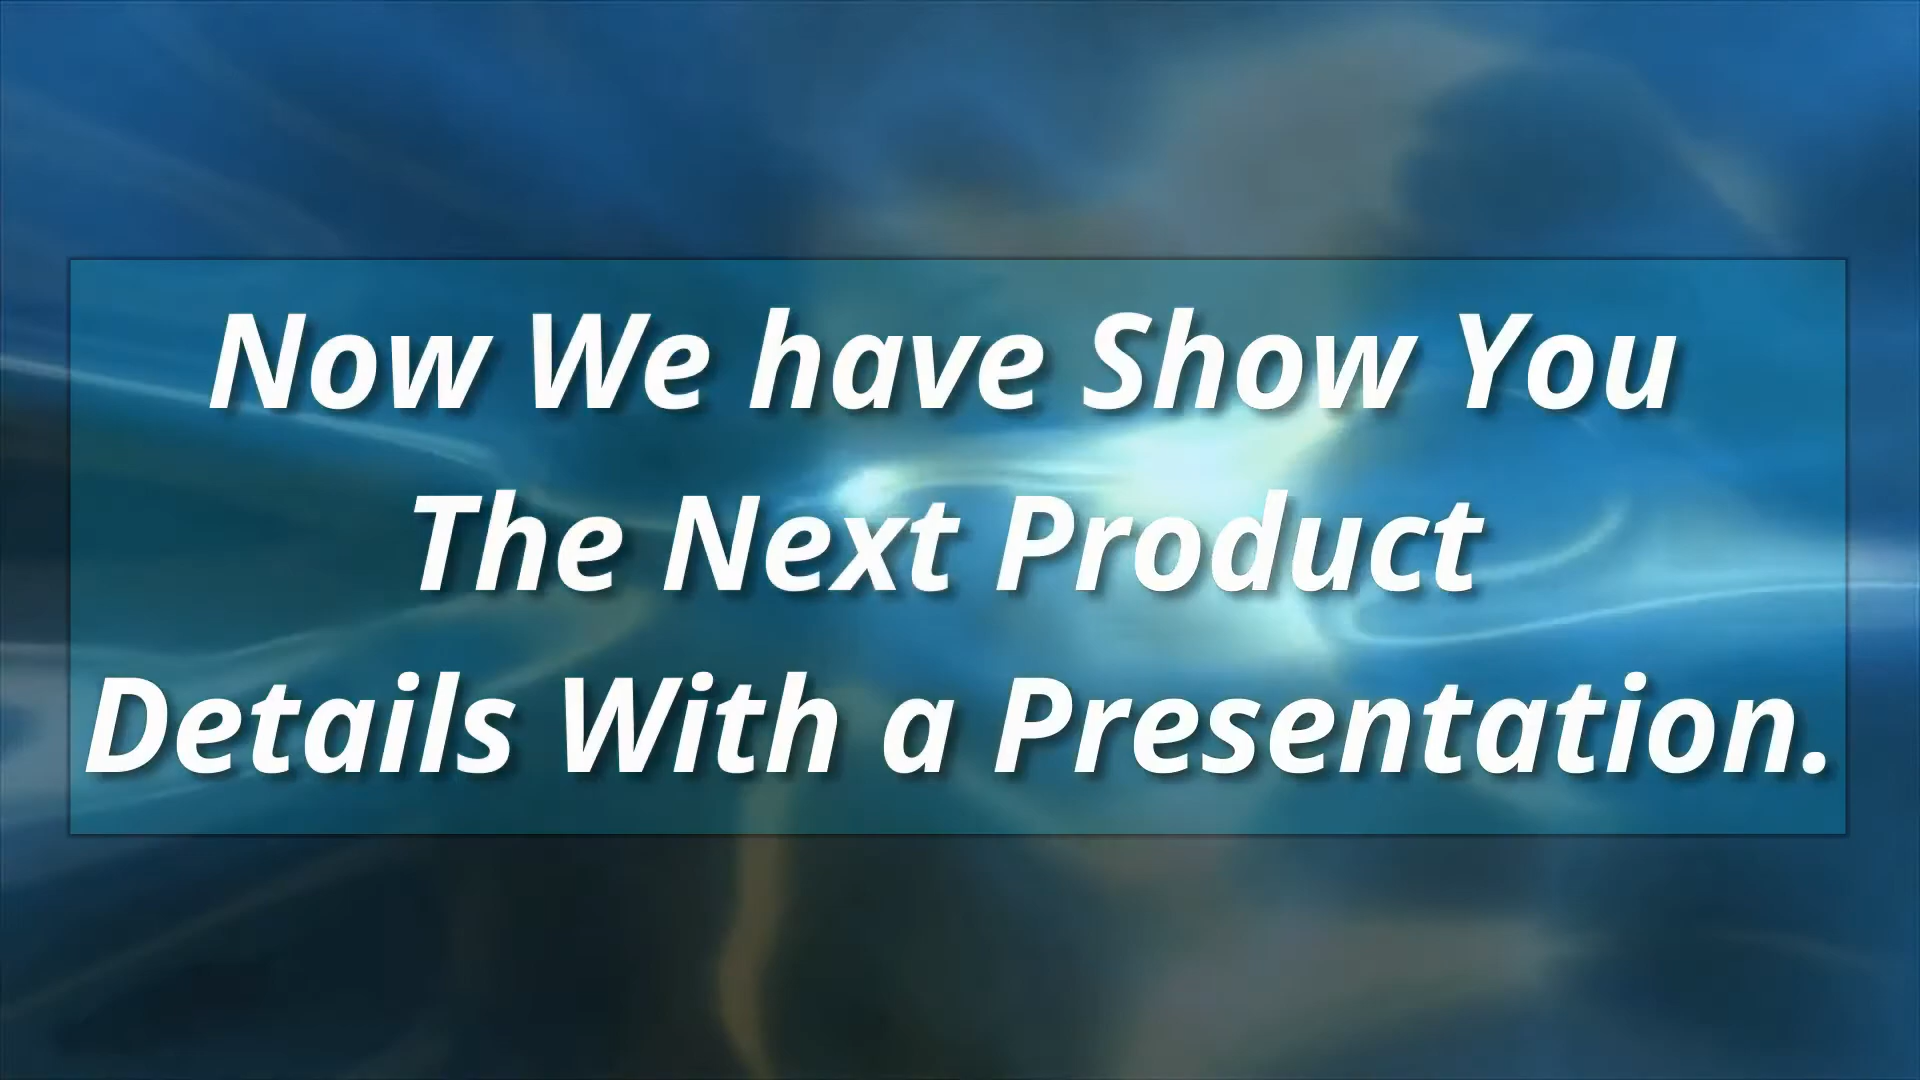 Now We have Show You
The Next Product
Details With a Presentation.